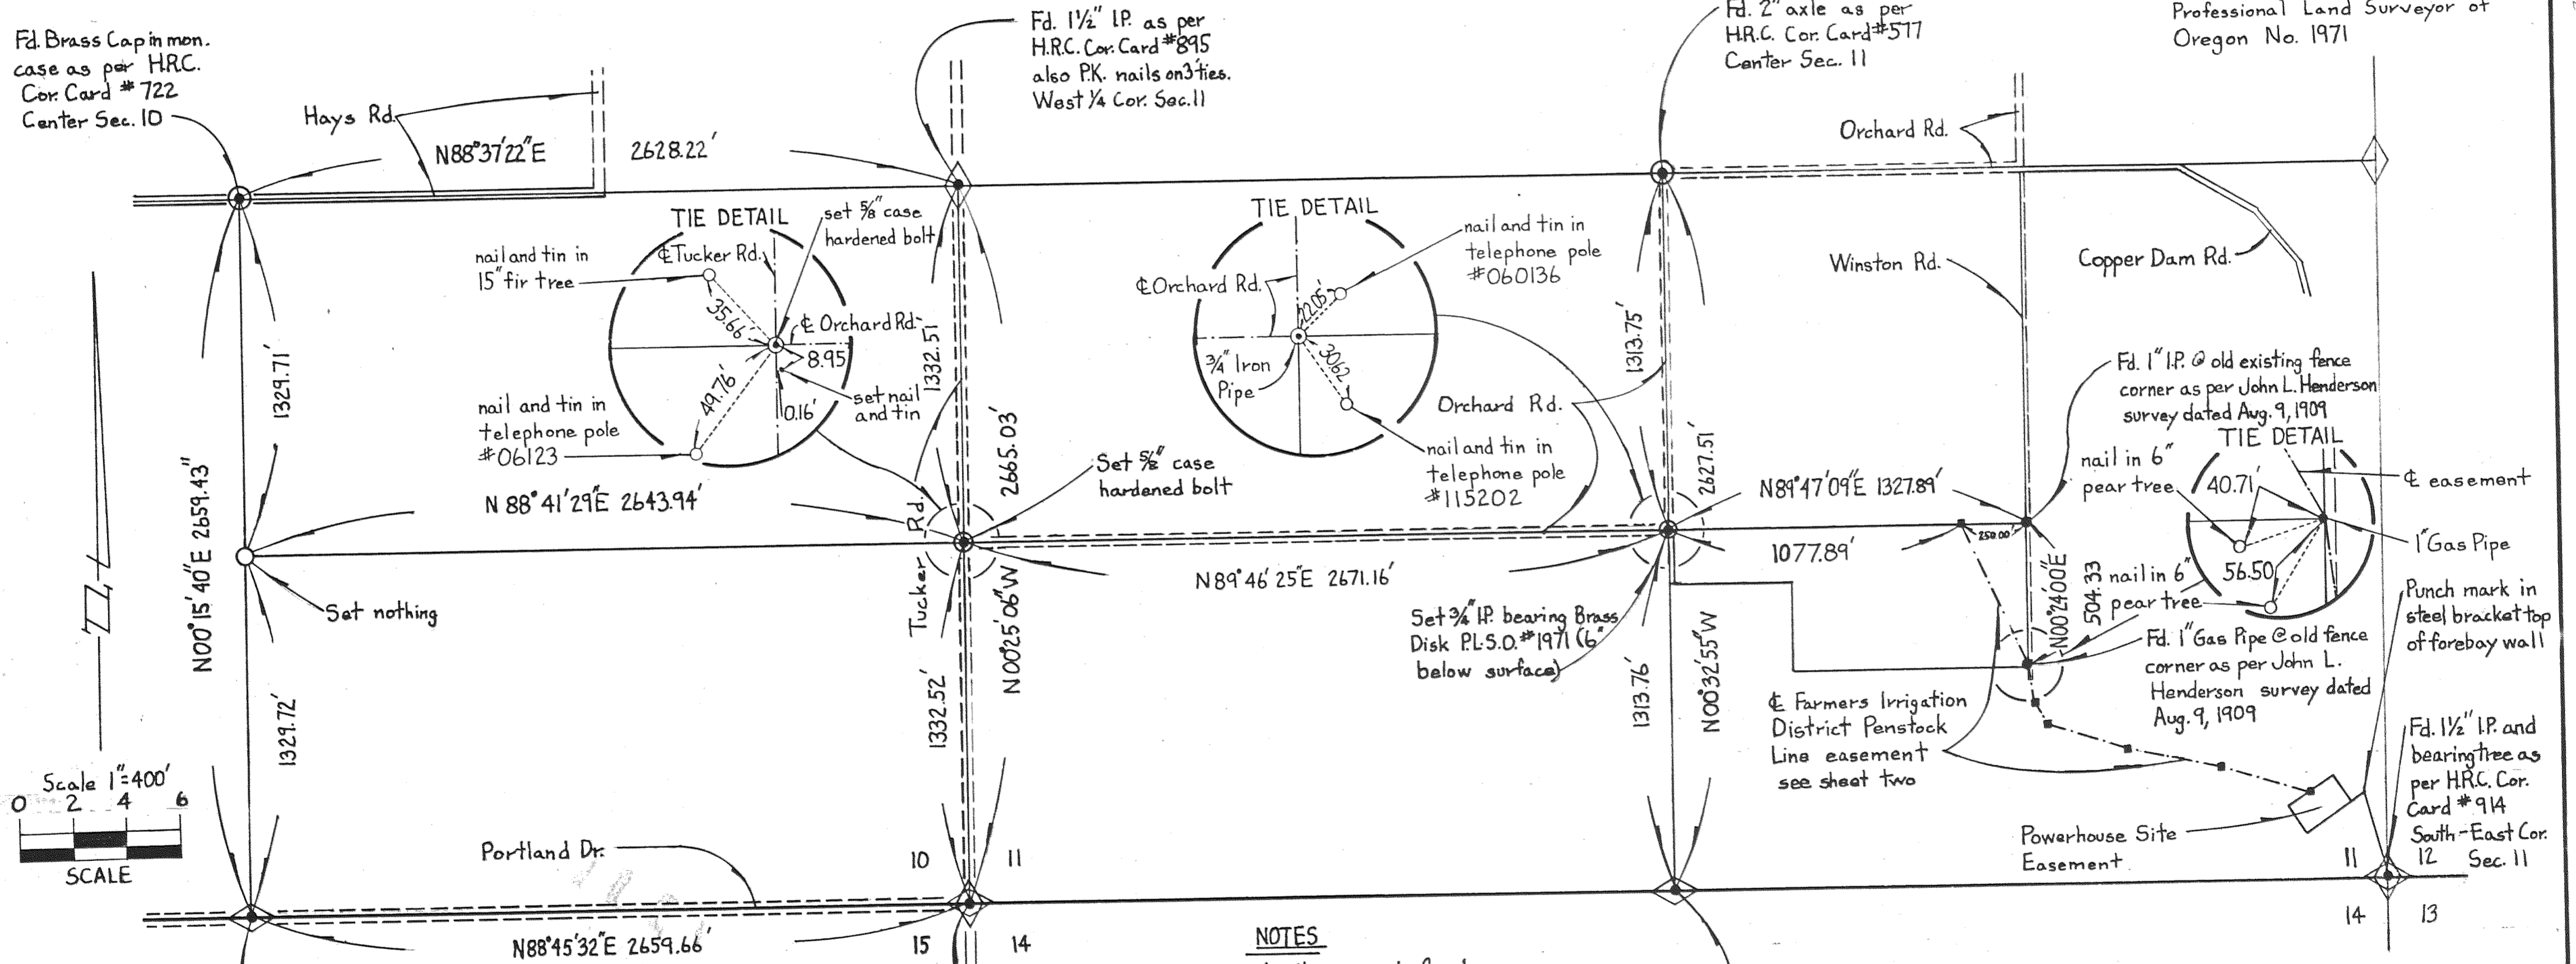 Fd. Brass Cap in mon.
case as per H.R.C.
Cor. Card # 722
Center Sec. 10
Hays Rd.
N88°37'22"E 2628.22'
Fd. 1½" I.P. as per
H.R.C. Cor. Card #895
also P.K. nails on 3 ties.
West ¼ Cor. Sec. 11
Fd. 2" axle as per
H.R.C. Cor. Card #577
Center Sec. 11
Professional Land Surveyor of
Oregon No. 1971
Orchard Rd.
TIE DETAIL
set ⅝" case
hardened bolt
nail and tin in
15" fir tree
℄ Tucker Rd.
35.66'
℄ Orchard Rd.
8.95
49.76'
0.16'
set nail
and tin
nail and tin in
telephone pole
#06123
TIE DETAIL
nail and tin in
telephone pole
#060136
℄ Orchard Rd.
22.05'
¾" Iron
Pipe
30.62'
nail and tin in
telephone pole
#115202
Orchard Rd.
Winston Rd.
Copper Dam Rd.
1329.71'
N00°15'40"E 2659.43"
1329.72'
1332.51
2665.03'
1313.75'
2627.51'
Set ⅝" case
hardened bolt
N 88°41'29"E 2643.94'
Tucker Rd.
Set nothing
N00°25'06"W
1332.52'
N89°46'25"E 2671.16'
N89°47'09"E 1327.89'
1077.89'
250.00'
Fd. 1" I.P. @ old existing fence
corner as per John L. Henderson
survey dated Aug. 9, 1909
TIE DETAIL
nail in 6"
pear tree
40.71'
℄ easement
1" Gas Pipe
56.50'
nail in 6"
pear tree
N00°24'00"E
504.33
Punch mark in
steel bracket top
of forebay wall
Fd. 1" Gas Pipe @ old fence
corner as per John L.
Henderson survey dated
Aug. 9, 1909
Set ¾" I.P. bearing Brass
Disk P.L.S.O. #1971 (6"
below surface)
1313.76'
N00°32'55"W
℄ Farmers Irrigation
District Penstock
Line easement
see sheet two
Fd. 1½" I.P. and
bearing tree as
per H.R.C. Cor.
Card #914
South-East Cor.
Sec. 11
Powerhouse Site
Easement
Scale 1"=400'
0 2 4 6
SCALE
Portland Dr.
10 11
11 12
N88°45'32"E 2659.66'
15 14
14 13
NOTES